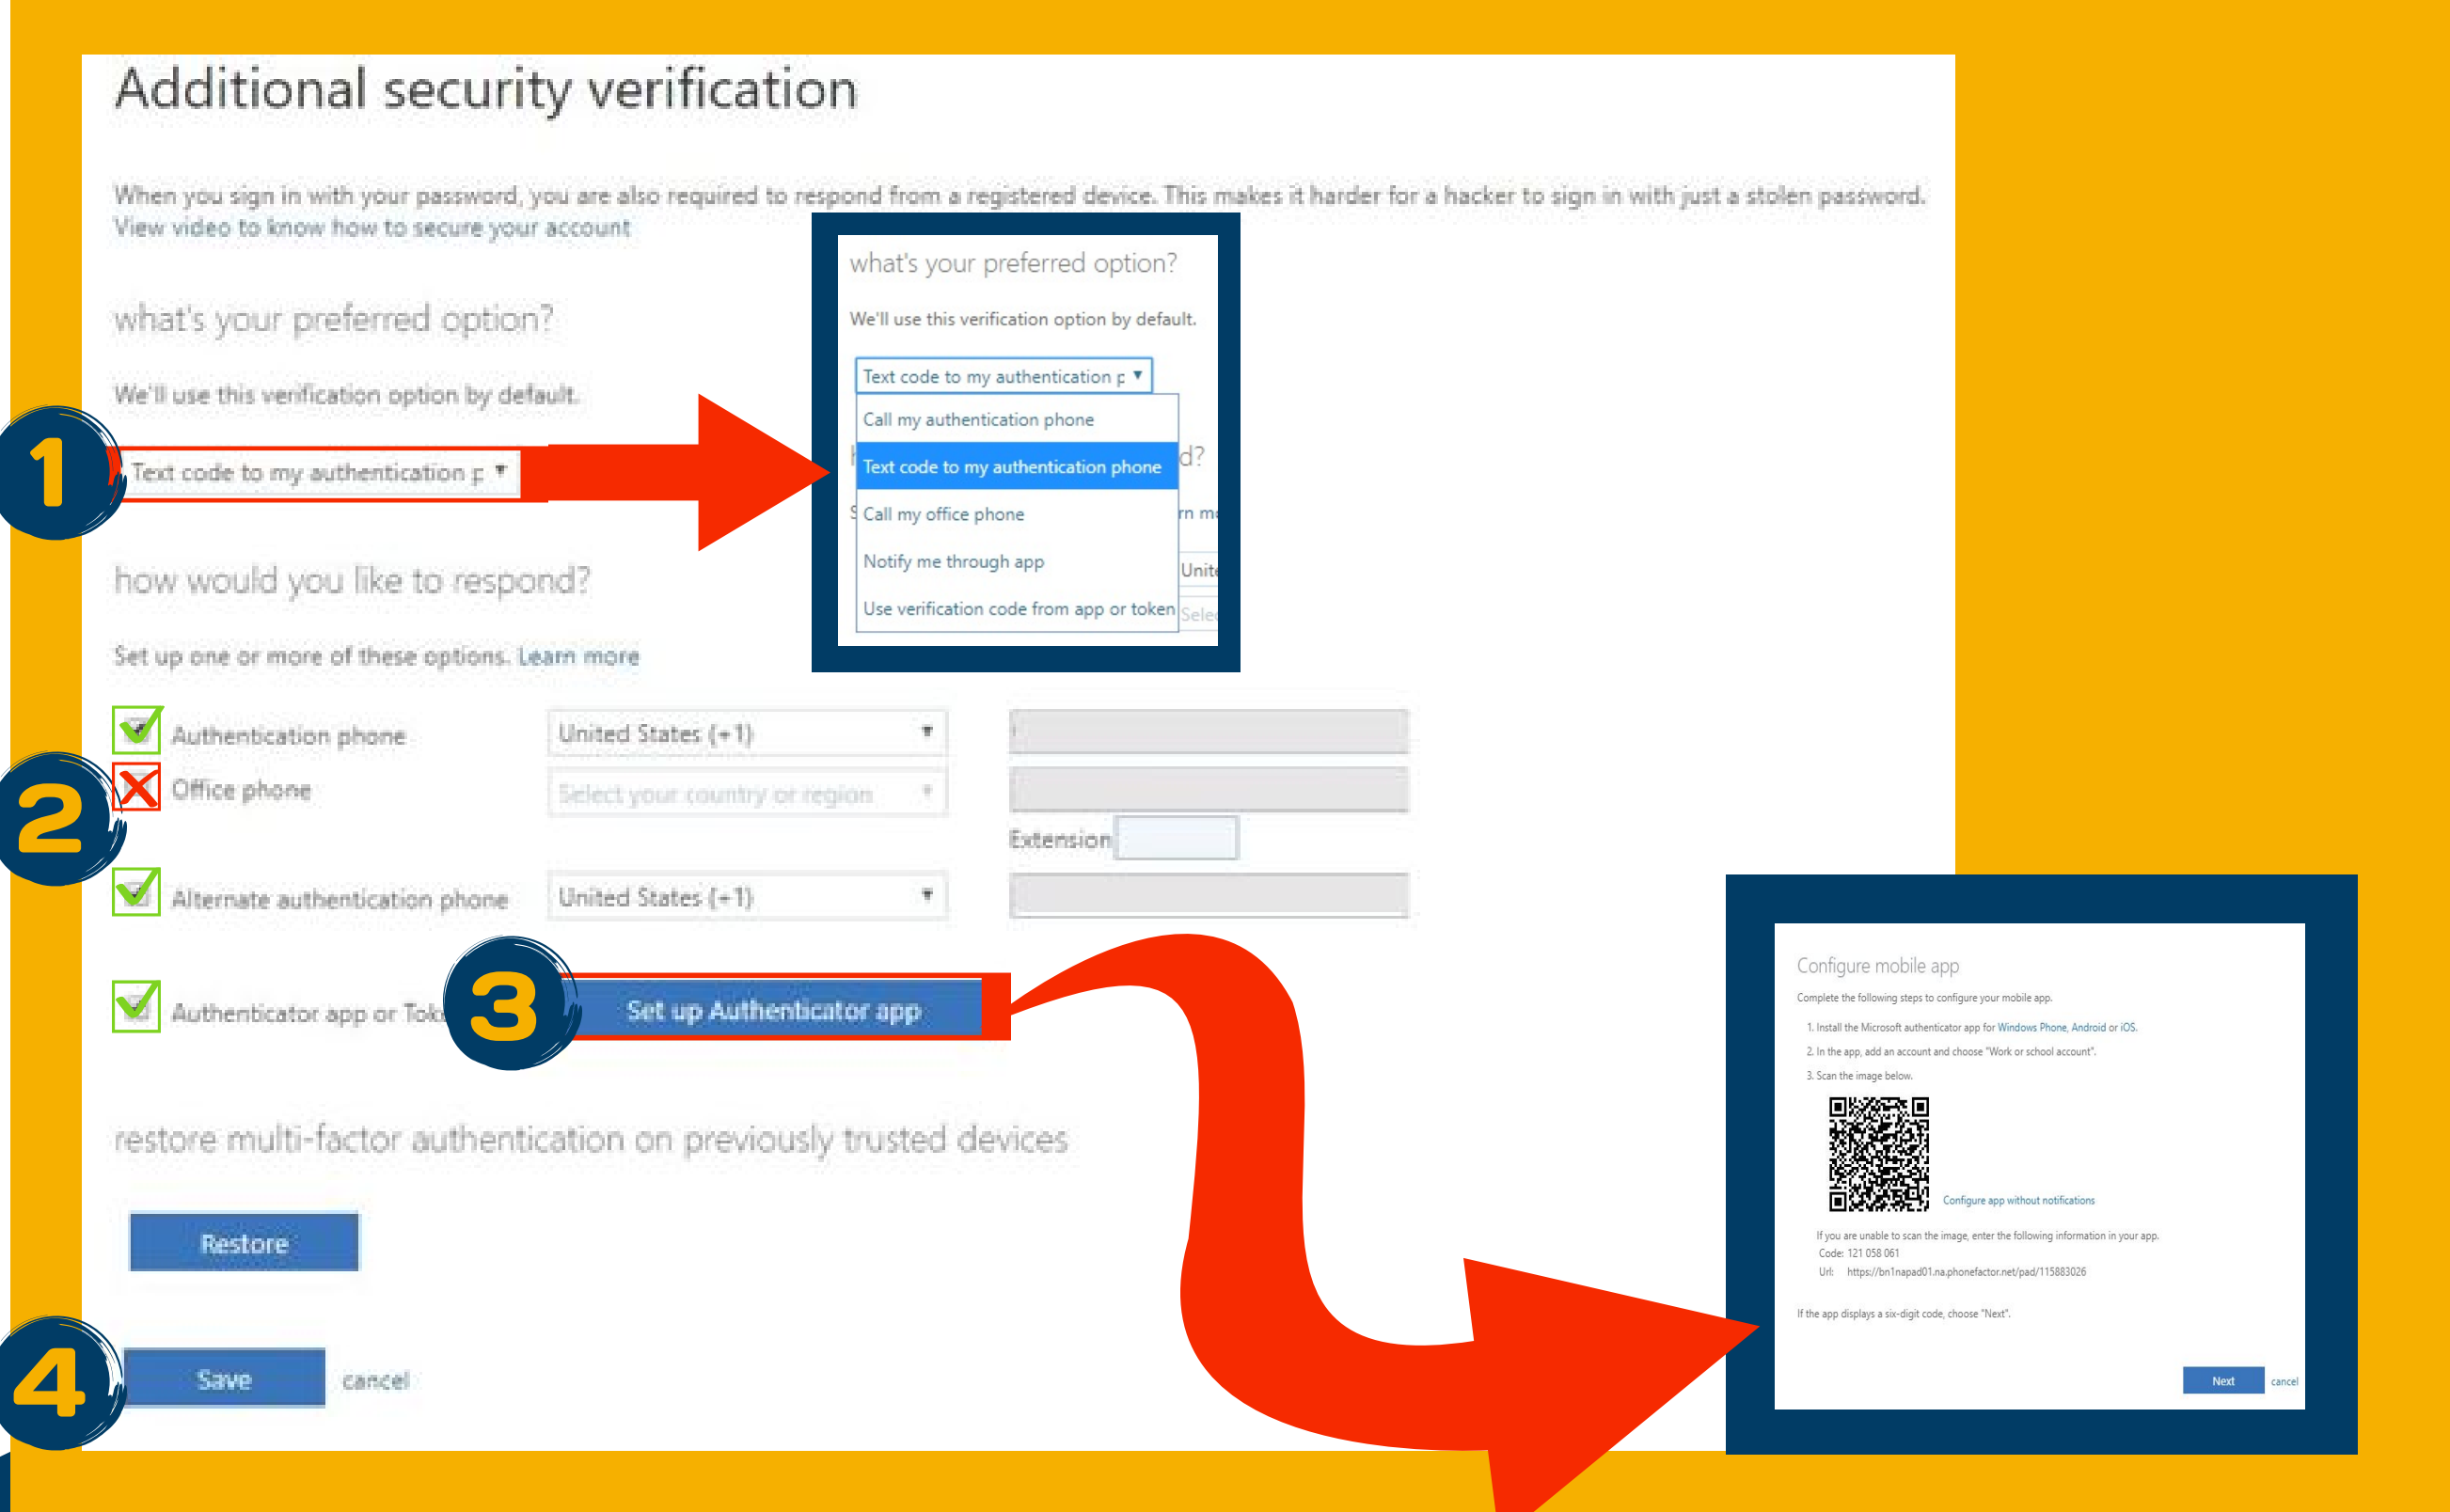 Additional security verification
When you sign in with your password, you are also required to respond from a registered device. This makes it harder for a hacker to sign in with just a stolen password.
View video to know how to secure your account
what's your preferred option?
We'll use this verification option by default.
1
Text code to my authentication p
what's your preferred option?
We'll use this verification option by default.
Text code to my authentication p
Call my authentication phone
Text code to my authentication phone
d?
Call my office phone
rn
Notify me through app
Unite
Use verification code from app or token
Selec
how would you like to respond?
Set up one or more of these options. Learn more
2
Authentication phone United States (+1)
Office phone Select your country or region
Extension
Alternate authentication phone United States (+1)
Authenticator app or Tok
3
Set up Authenticator app
restore multi-factor authentication on previously trusted devices
Restore
4
Save cancel
Configure mobile app
Complete the following steps to configure your mobile app.
1. Install the Microsoft authenticator app for Windows Phone, Android or iOS.
2. In the app, add an account and choose "Work or school account".
3. Scan the image below.
Configure app without notifications
If you are unable to scan the image, enter the following information in your app.
Code: 121 058 061
Url: https://bn1napad01.na.phonefactor.net/pad/115883026
If the app displays a six-digit code, choose "Next".
Next cancel